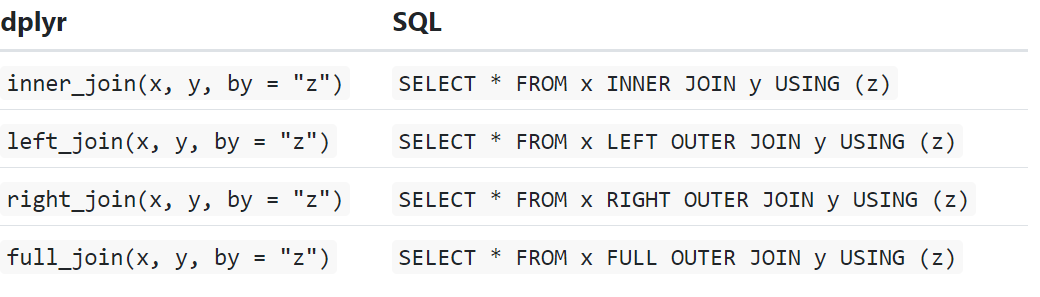 dplyr SQL
inner_join(x, y, by = "z") SELECT * FROM x INNER JOIN y USING (z)
left_join(x, y, by = "z") SELECT * FROM x LEFT OUTER JOIN y USING (z)
right_join(x, y, by = "z") SELECT * FROM x RIGHT OUTER JOIN y USING (z)
full_join(x, y, by = "z") SELECT * FROM x FULL OUTER JOIN y USING (z)